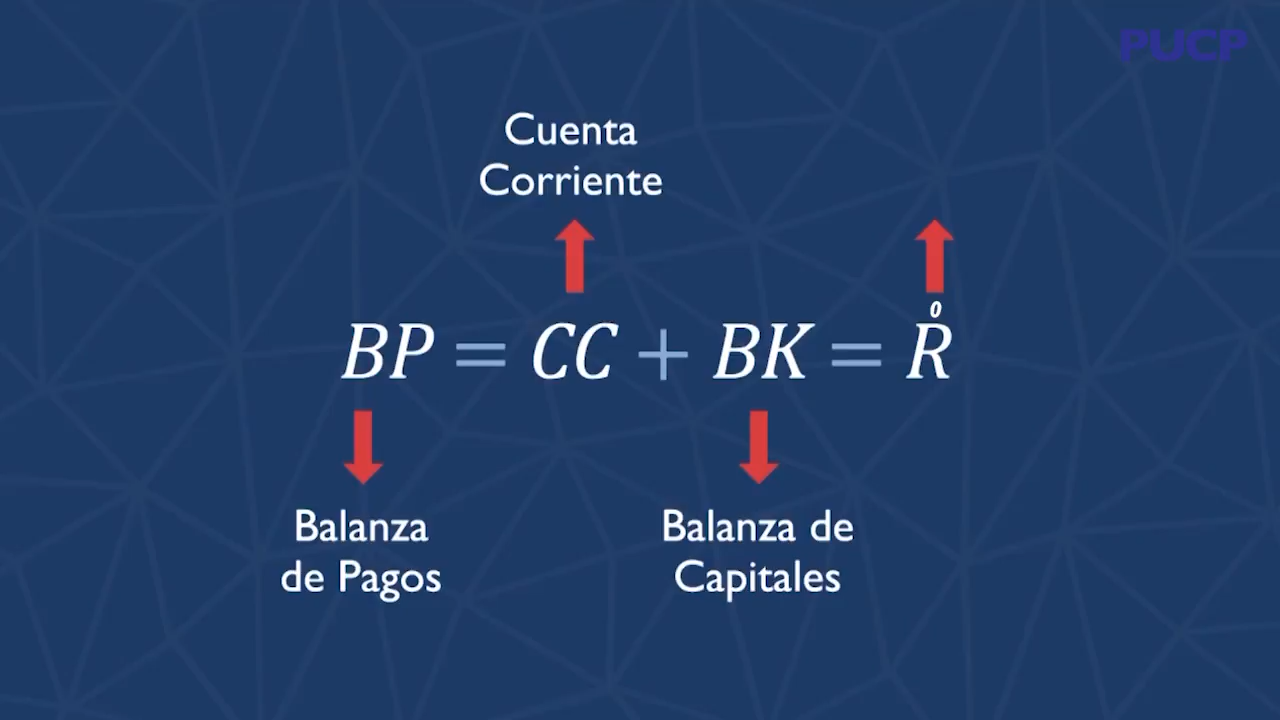 PUCP
Cuenta
Corriente
BP = CC + BK = R̊
Balanza
de Pagos
Balanza de
Capitales